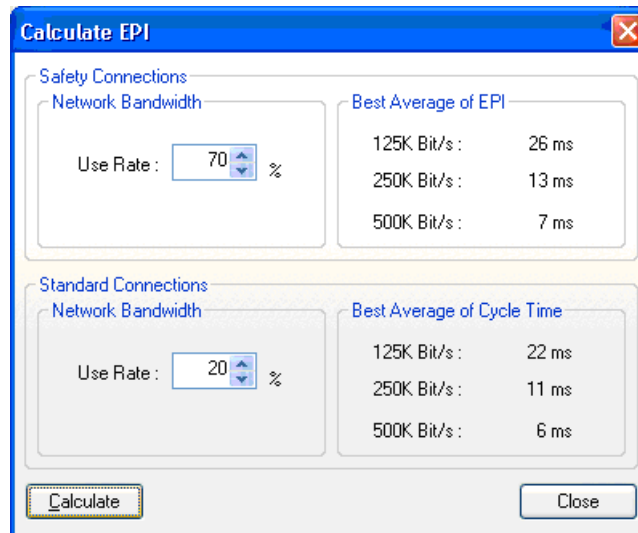 Calculate EPI
Safety Connections
Network Bandwidth
Use Rate : 70 %
Best Average of EPI
125K Bit/s : 26 ms
250K Bit/s : 13 ms
500K Bit/s : 7 ms
Standard Connections
Network Bandwidth
Use Rate : 20 %
Best Average of Cycle Time
125K Bit/s : 22 ms
250K Bit/s : 11 ms
500K Bit/s : 6 ms
Calculate Close